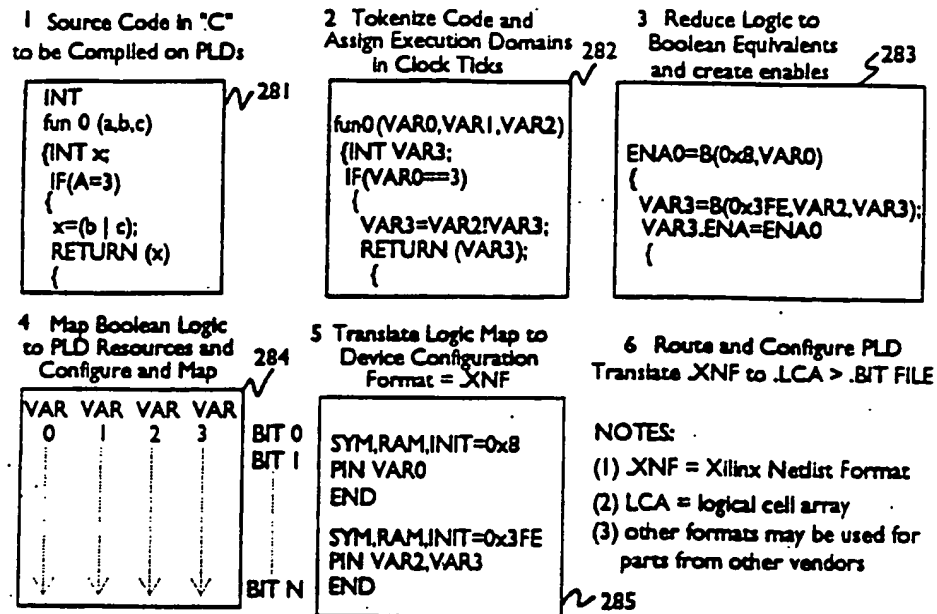 1 Source Code in "C"
to be Compiled on PLDs
281
INT
fun 0 (a,b,c)
{INT x;
IF(A=3)
{
x=(b | c);
RETURN (x)
{
2 Tokenize Code and
Assign Execution Domains
in Clock Ticks
282
fun0(VAR0,VAR1,VAR2)
{INT VAR3;
IF(VAR0==3)
{
VAR3=VAR2!VAR3;
RETURN (VAR3);
{
3 Reduce Logic to
Boolean Equivalents
and create enables
283
ENA0=B(0x8,VAR0)
{
VAR3=B(0x3FE,VAR2,VAR3);
VAR3.ENA=ENA0
{
4 Map Boolean Logic
to PLD Resources and
Configure and Map
284
VAR VAR VAR VAR
0 1 2 3
BIT 0
BIT 1
BIT N
5 Translate Logic Map to
Device Configuration
Format = .XNF
SYM,RAM,INIT=0x8
PIN VAR0
END
SYM,RAM,INIT=0x3FE
PIN VAR2,VAR3
END
285
6 Route and Configure PLD
Translate .XNF to .LCA > .BIT FILE
NOTES:
(1) .XNF = Xilinx Netlist Format
(2) LCA = logical cell array
(3) other formats may be used for
parts from other vendors